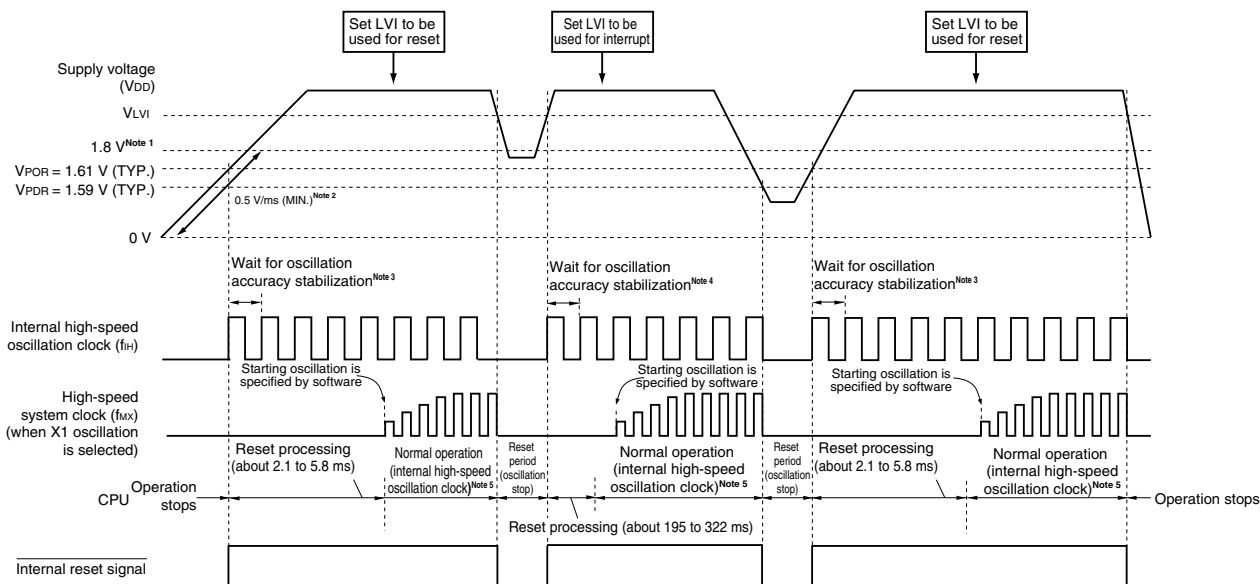 Set LVI to be
used for reset
Set LVI to be
used for interrupt
Set LVI to be
used for reset
Supply voltage
(VDD)
VLVI
1.8 V Note 1
VPOR = 1.61 V (TYP.)
VPDR = 1.59 V (TYP.)
0.5 V/ms (MIN.) Note 2
0 V
Wait for oscillation
accuracy stabilization Note 3
Wait for oscillation
accuracy stabilization Note 4
Wait for oscillation
accuracy stabilization Note 3
Internal high-speed
oscillation clock (fIH)
Starting oscillation is
specified by software
Starting oscillation is
specified by software
Starting oscillation is
specified by software
High-speed
system clock (fMX)
(when X1 oscillation
is selected)
Reset processing
(about 2.1 to 5.8 ms)
Normal operation
(internal high-speed
oscillation clock) Note 5
Reset
period
(oscillation
stop)
Normal operation
(internal high-speed
oscillation clock) Note 5
Reset
period
(oscillation
stop)
Reset processing
(about 2.1 to 5.8 ms)
Normal operation
(internal high-speed
oscillation clock) Note 5
CPU
Operation
stops
Operation stops
Reset processing (about 195 to 322 ms)
Internal reset signal